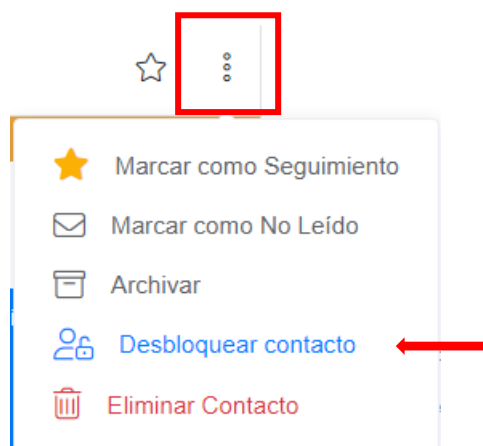 Marcar como Seguimiento
Marcar como No Leído
Archivar
Desbloquear contacto
Eliminar Contacto